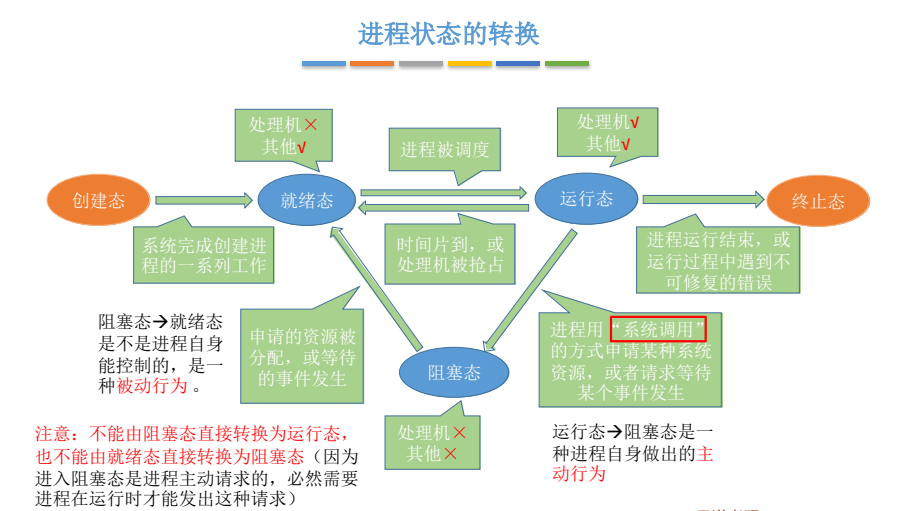 进程状态的转换
处理机×
其他√
进程被调度
处理机√
其他√
创建态
就绪态
运行态
终止态
系统完成创建进
程的一系列工作
时间片到，或
处理机被抢占
进程运行结束，或
运行过程中遇到不
可修复的错误
阻塞态→就绪态
是不是进程自身
能控制的，是一
种被动行为。
申请的资源被
分配，或等待
的事件发生
进程用“系统调用”
的方式申请某种系统
资源，或者请求等待
某个事件发生
阻塞态
处理机×
其他×
运行态→阻塞态是一
种进程自身做出的主
动行为
注意：不能由阻塞态直接转换为运行态，
也不能由就绪态直接转换为阻塞态（因为
进入阻塞态是进程主动请求的，必然需要
进程在运行时才能发出这种请求）